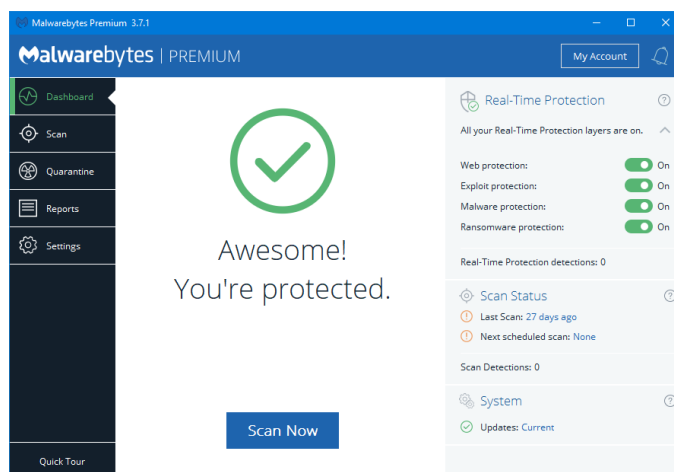 Malwarebytes Premium 3.7.1
Malwarebytes | PREMIUM
My Account
Dashboard
Scan
Quarantine
Reports
Settings
Quick Tour
Awesome!
You're protected.
Scan Now
Real-Time Protection
All your Real-Time Protection layers are on.
Web protection: On
Exploit protection: On
Malware protection: On
Ransomware protection: On
Real-Time Protection detections: 0
Scan Status
Last Scan: 27 days ago
Next scheduled scan: None
Scan Detections: 0
System
Updates: Current